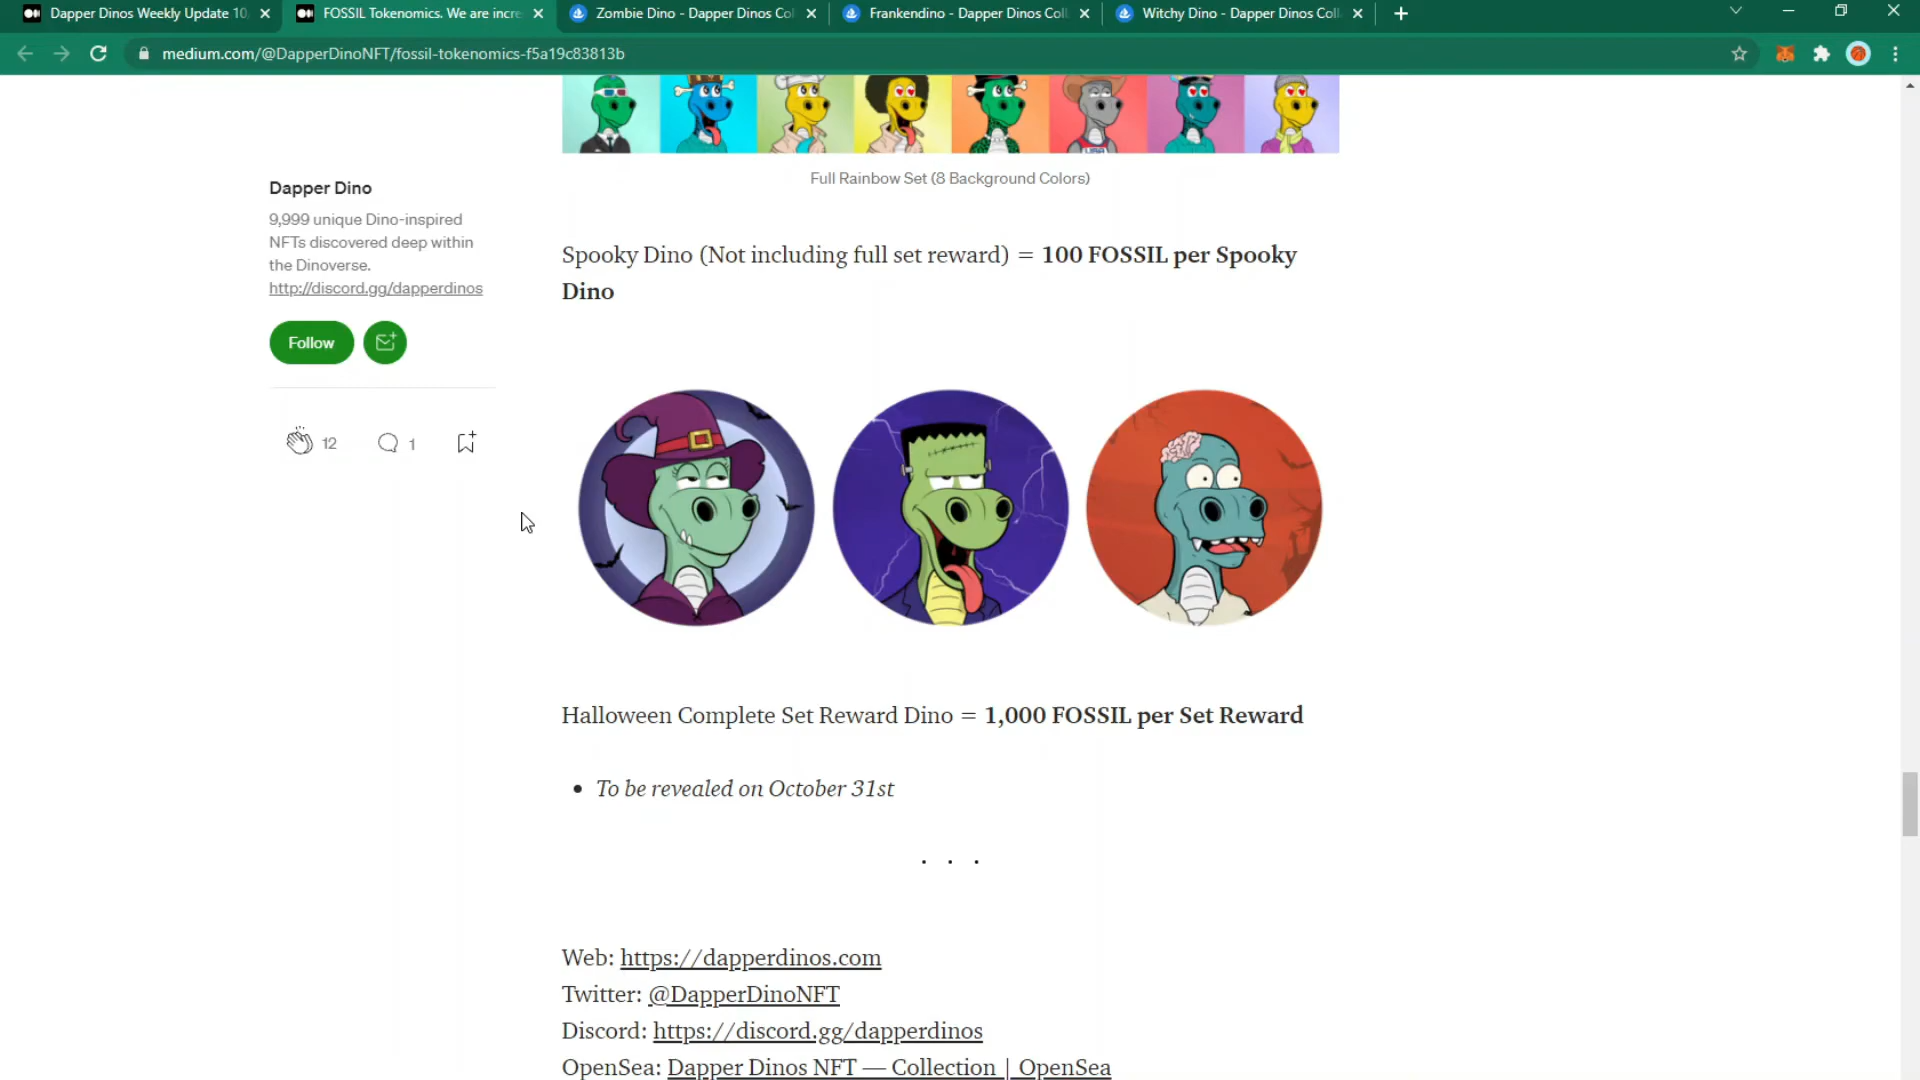 Dapper Dinos Weekly Update 10
FOSSIL Tokenomics. We are incre
Zombie Dino - Dapper Dinos Col
Frankendino - Dapper Dinos Coll
Witchy Dino - Dapper Dinos Coll
medium.com/@DapperDinoNFT/fossil-tokenomics-f5a19c83813b
USA
Full Rainbow Set (8 Background Colors)
Dapper Dino
9,999 unique Dino-inspired
NFTs discovered deep within
the Dinoverse.
http://discord.gg/dapperdinos
Follow
12
1
Spooky Dino (Not including full set reward) = 100 FOSSIL per Spooky
Dino
Halloween Complete Set Reward Dino = 1,000 FOSSIL per Set Reward
• To be revealed on October 31st
. . .
Web: https://dapperdinos.com
Twitter: @DapperDinoNFT
Discord: https://discord.gg/dapperdinos
OpenSea: Dapper Dinos NFT — Collection | OpenSea